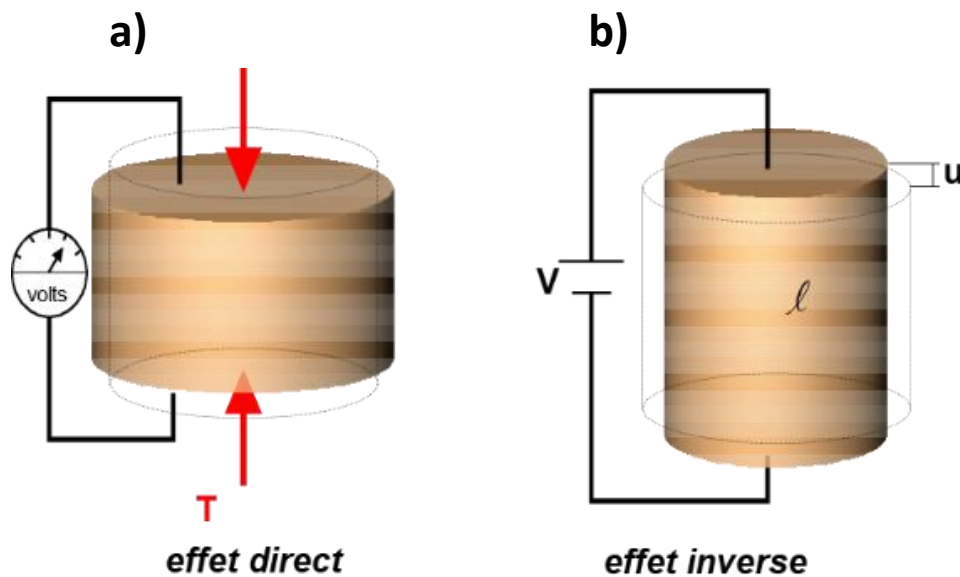 a)
b)
volts
T
V
ℓ
u
effet direct
effet inverse